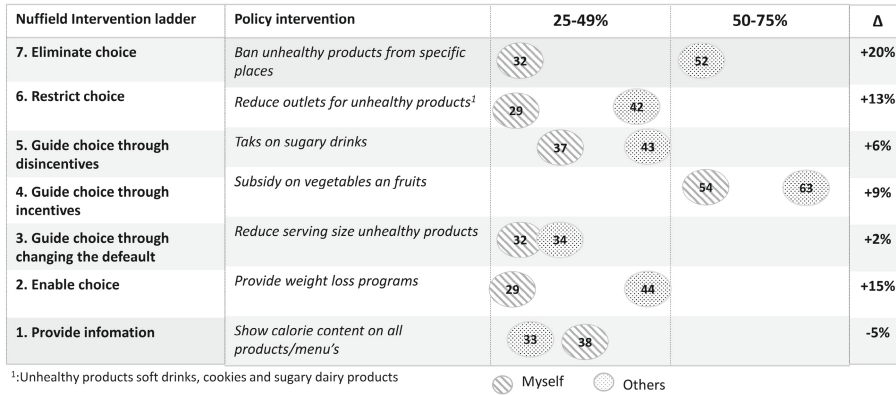 Nuffield Intervention ladder Policy intervention 25-49% 50-75% Δ
7. Eliminate choice Ban unhealthy products from specific places 32 52 +20%
6. Restrict choice Reduce outlets for unhealthy products1 29 42 +13%
5. Guide choice through disincentives Taks on sugary drinks 37 43 +6%
4. Guide choice through incentives Subsidy on vegetables an fruits 54 63 +9%
3. Guide choice through changing the defeault Reduce serving size unhealthy products 32 34 +2%
2. Enable choice Provide weight loss programs 29 44 +15%
1. Provide infomation Show calorie content on all products/menu's 33 38 -5%
1:Unhealthy products soft drinks, cookies and sugary dairy products
Myself Others